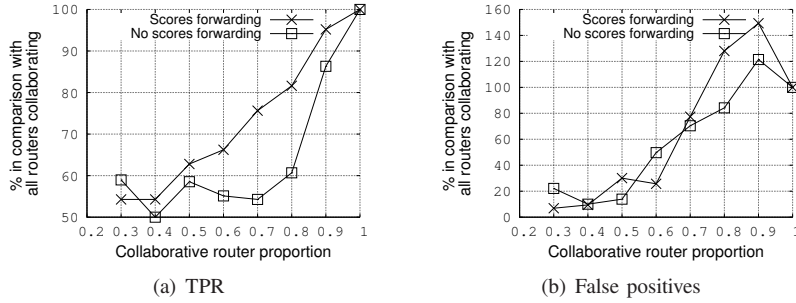 Scores forwarding
No scores forwarding
% in comparison with
all routers collaborating
100
90
80
70
60
50
0.2 0.3 0.4 0.5 0.6 0.7 0.8 0.9 1
Collaborative router proportion
(a) TPR
Scores forwarding
No scores forwarding
% in comparison with
all routers collaborating
160
140
120
100
80
60
40
20
0
0.2 0.3 0.4 0.5 0.6 0.7 0.8 0.9 1
Collaborative router proportion
(b) False positives